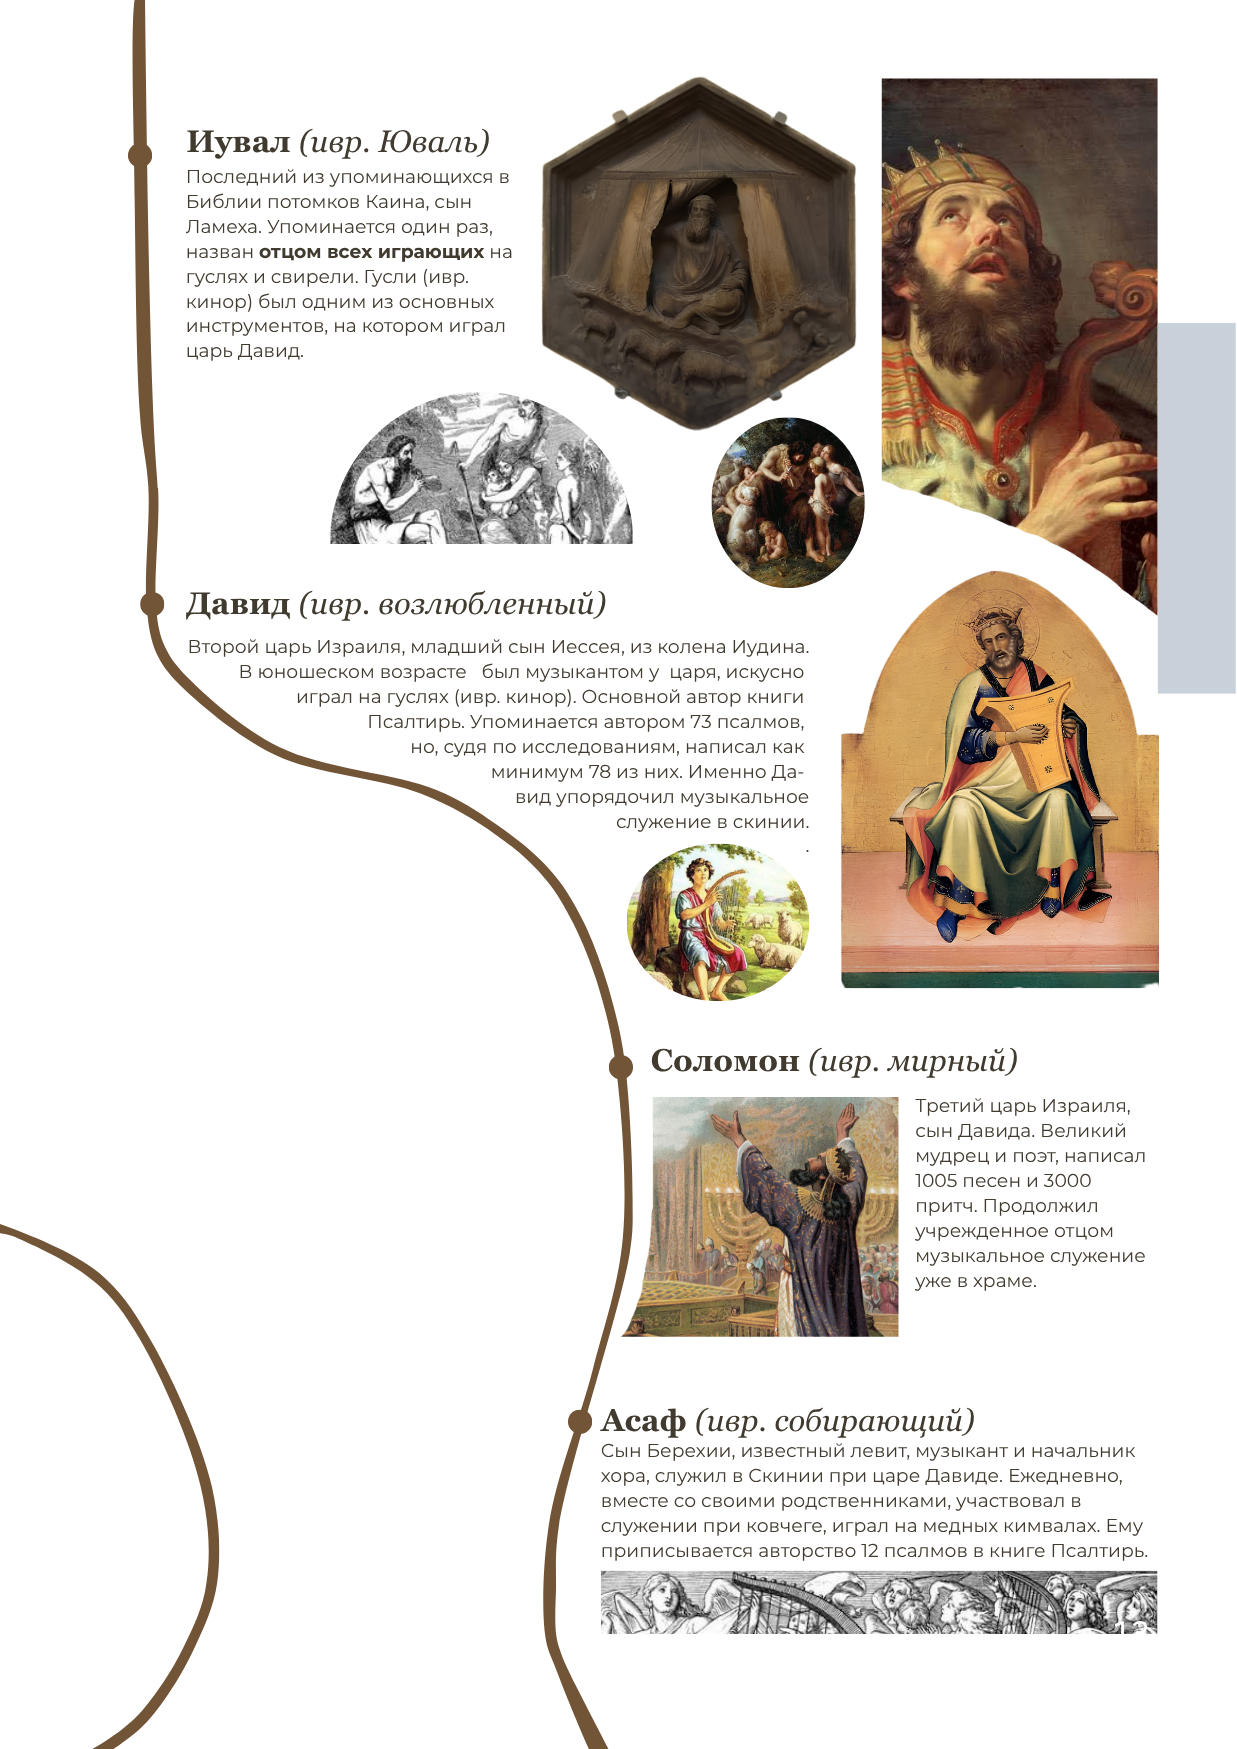 Иувал (ивр. Юваль)
Последний из упоминающихся в
Библии потомков Каина, сын
Ламеха. Упоминается один раз,
назван отцом всех играющих на
гуслях и свирели. Гусли (ивр.
кинор) был одним из основных
инструментов, на котором играл
царь Давид.
Давид (ивр. возлюбленный)
Второй царь Израиля, младший сын Иессея, из колена Иудина.
В юношеском возрасте был музыкантом у царя, искусно
играл на гуслях (ивр. кинор). Основной автор книги
Псалтирь. Упоминается автором 73 псалмов,
но, судя по исследованиям, написал как
минимум 78 из них. Именно Да-
вид упорядочил музыкальное
служение в скинии.
.
Соломон (ивр. мирный)
Третий царь Израиля,
сын Давида. Великий
мудрец и поэт, написал
1005 песен и 3000
притч. Продолжил
учрежденное отцом
музыкальное служение
уже в храме.
Асаф (ивр. собирающий)
Сын Берехии, известный левит, музыкант и начальник
хора, служил в Скинии при царе Давиде. Ежедневно,
вместе со своими родственниками, участвовал в
служении при ковчеге, играл на медных кимвалах. Ему
приписывается авторство 12 псалмов в книге Псалтирь.
13